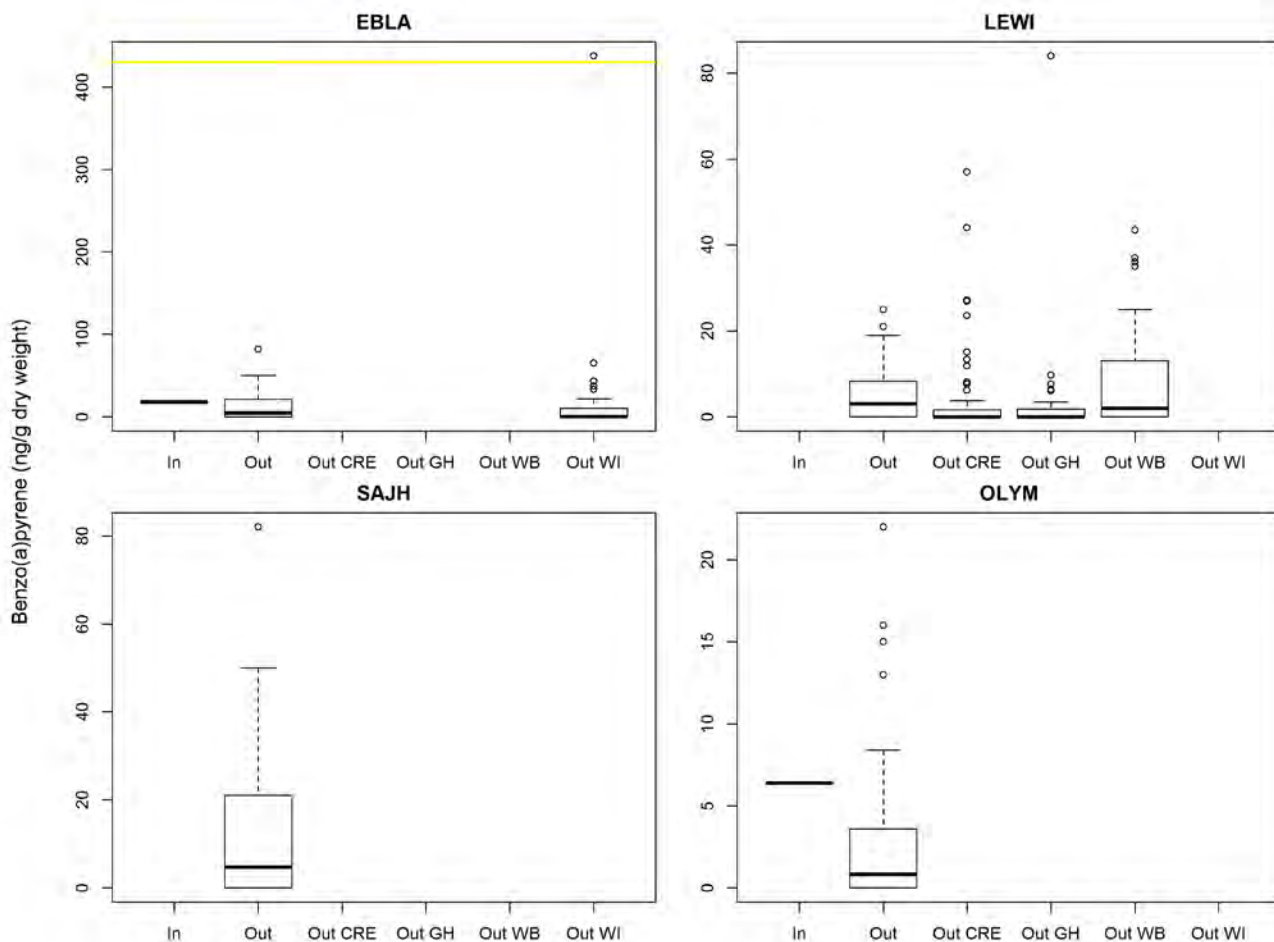 EBLA
LEWI
Benzo(a)pyrene (ng/g dry weight)
400
300
200
100
0
In Out Out CRE Out GH Out WB Out WI
80
60
40
20
0
In Out Out CRE Out GH Out WB Out WI
SAJH
OLYM
80
60
40
20
0
In Out Out CRE Out GH Out WB Out WI
20
15
10
5
0
In Out Out CRE Out GH Out WB Out WI